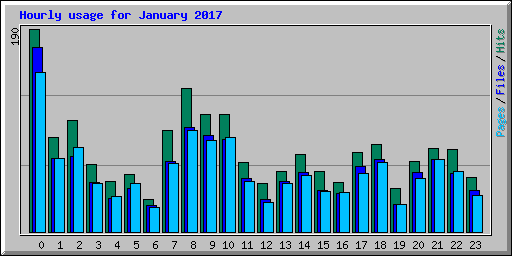 Hourly usage for January 2017
190
Pages / Files / Hits
0 1 2 3 4 5 6 7 8 9 10 11 12 13 14 15 16 17 18 19 20 21 22 23